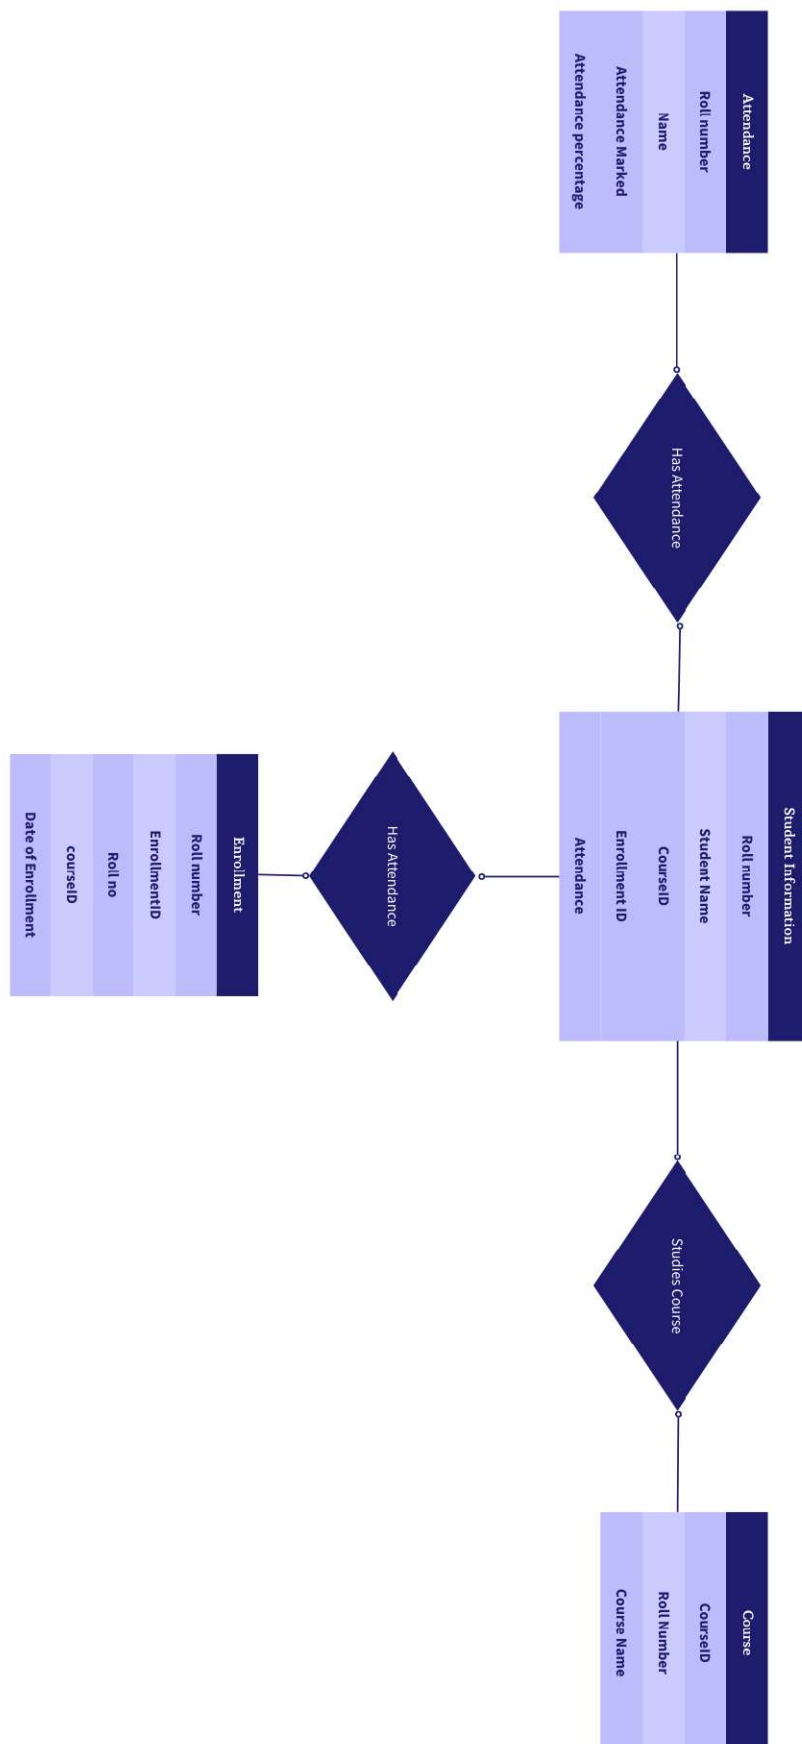 Attendance
Roll number
Name
Attendance Marked
Attendance percentage
Has Attendance
Student Information
Roll number
Student Name
CourseID
Enrollment ID
Attendance
Studies Course
Course
CourseID
Roll Number
Course Name
Has Attendance
Enrollment
Roll number
EnrollmentID
Roll no
courseID
Date of Enrollment